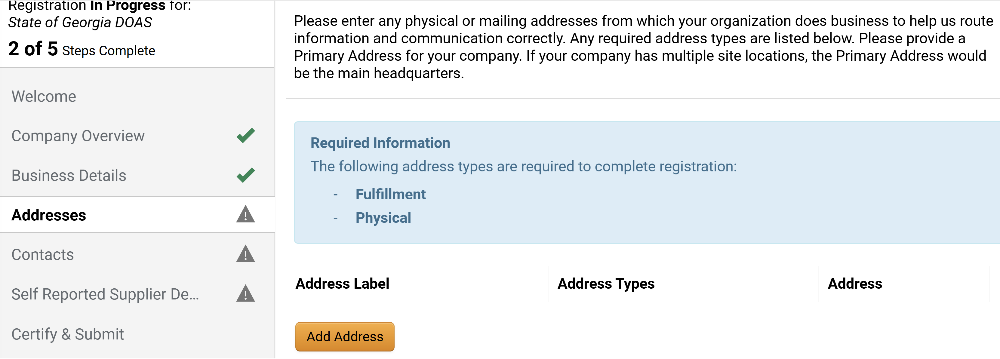 Registration In Progress for:
State of Georgia DOAS
2 of 5 Steps Complete
Welcome
Company Overview
Business Details
Addresses
Contacts
Self Reported Supplier De...
Certify & Submit
Please enter any physical or mailing addresses from which your organization does business to help us route
information and communication correctly. Any required address types are listed below. Please provide a
Primary Address for your company. If your company has multiple site locations, the Primary Address would
be the main headquarters.
Required Information
The following address types are required to complete registration:
- Fulfillment
- Physical
Address Label Address Types Address
Add Address